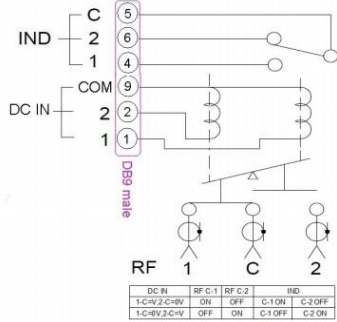 C 5
IND 2 6
1 4
COM 9
DC IN 2 2
1 1
DB9 male
RF 1 C 2
DC IN RF C-1 RF C-2 IND
1-C=V,2-C=0V ON OFF C-1 ON C-2 OFF
1-C=0V,2-C=V OFF ON C-1 OFF C-2 ON